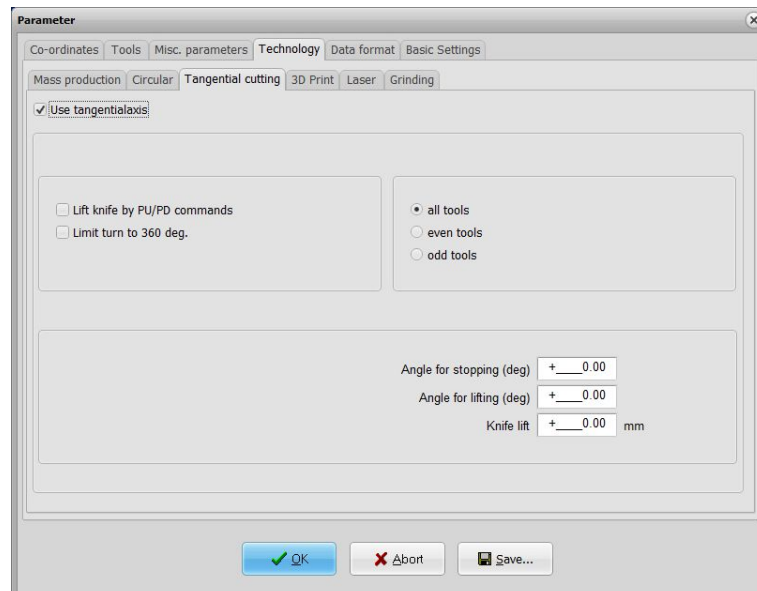 Parameter
Co-ordinates Tools Misc. parameters Technology Data format Basic Settings
Mass production Circular Tangential cutting 3D Print Laser Grinding
Use tangentialaxis
Lift knife by PU/PD commands
Limit turn to 360 deg.
all tools
even tools
odd tools
Angle for stopping (deg) +____0.00
Angle for lifting (deg) +____0.00
Knife lift +____0.00 mm
OK Abort Save...